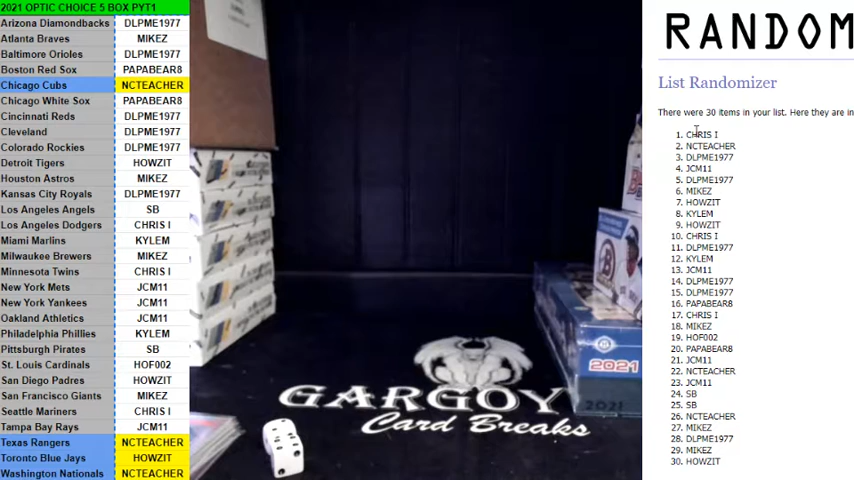 2021 OPTIC CHOICE 5 BOX PYT1
Arizona Diamondbacks DLPME1977
Atlanta Braves MIKEZ
Baltimore Orioles DLPME1977
Boston Red Sox PAPABEAR8
Chicago Cubs NCTEACHER
Chicago White Sox PAPABEAR8
Cincinnati Reds DLPME1977
Cleveland DLPME1977
Colorado Rockies DLPME1977
Detroit Tigers HOWZIT
Houston Astros MIKEZ
Kansas City Royals DLPME1977
Los Angeles Angels SB
Los Angeles Dodgers CHRIS I
Miami Marlins KYLEM
Milwaukee Brewers MIKEZ
Minnesota Twins CHRIS I
New York Mets JCM11
New York Yankees JCM11
Oakland Athletics JCM11
Philadelphia Phillies KYLEM
Pittsburgh Pirates SB
St. Louis Cardinals HOF002
San Diego Padres HOWZIT
San Francisco Giants MIKEZ
Seattle Mariners CHRIS I
Tampa Bay Rays JCM11
Texas Rangers NCTEACHER
Toronto Blue Jays HOWZIT
Washington Nationals NCTEACHER
GARGOY
Card Breaks
2021
2021
RANDOM
List Randomizer
There were 30 items in your list. Here they are in
1. CHRIS I
2. NCTEACHER
3. DLPME1977
4. JCM11
5. DLPME1977
6. MIKEZ
7. HOWZIT
8. KYLEM
9. HOWZIT
10. CHRIS I
11. DLPME1977
12. KYLEM
13. JCM11
14. DLPME1977
15. DLPME1977
16. PAPABEAR8
17. CHRIS I
18. MIKEZ
19. HOF002
20. PAPABEAR8
21. JCM11
22. NCTEACHER
23. JCM11
24. SB
25. SB
26. NCTEACHER
27. MIKEZ
28. DLPME1977
29. MIKEZ
30. HOWZIT